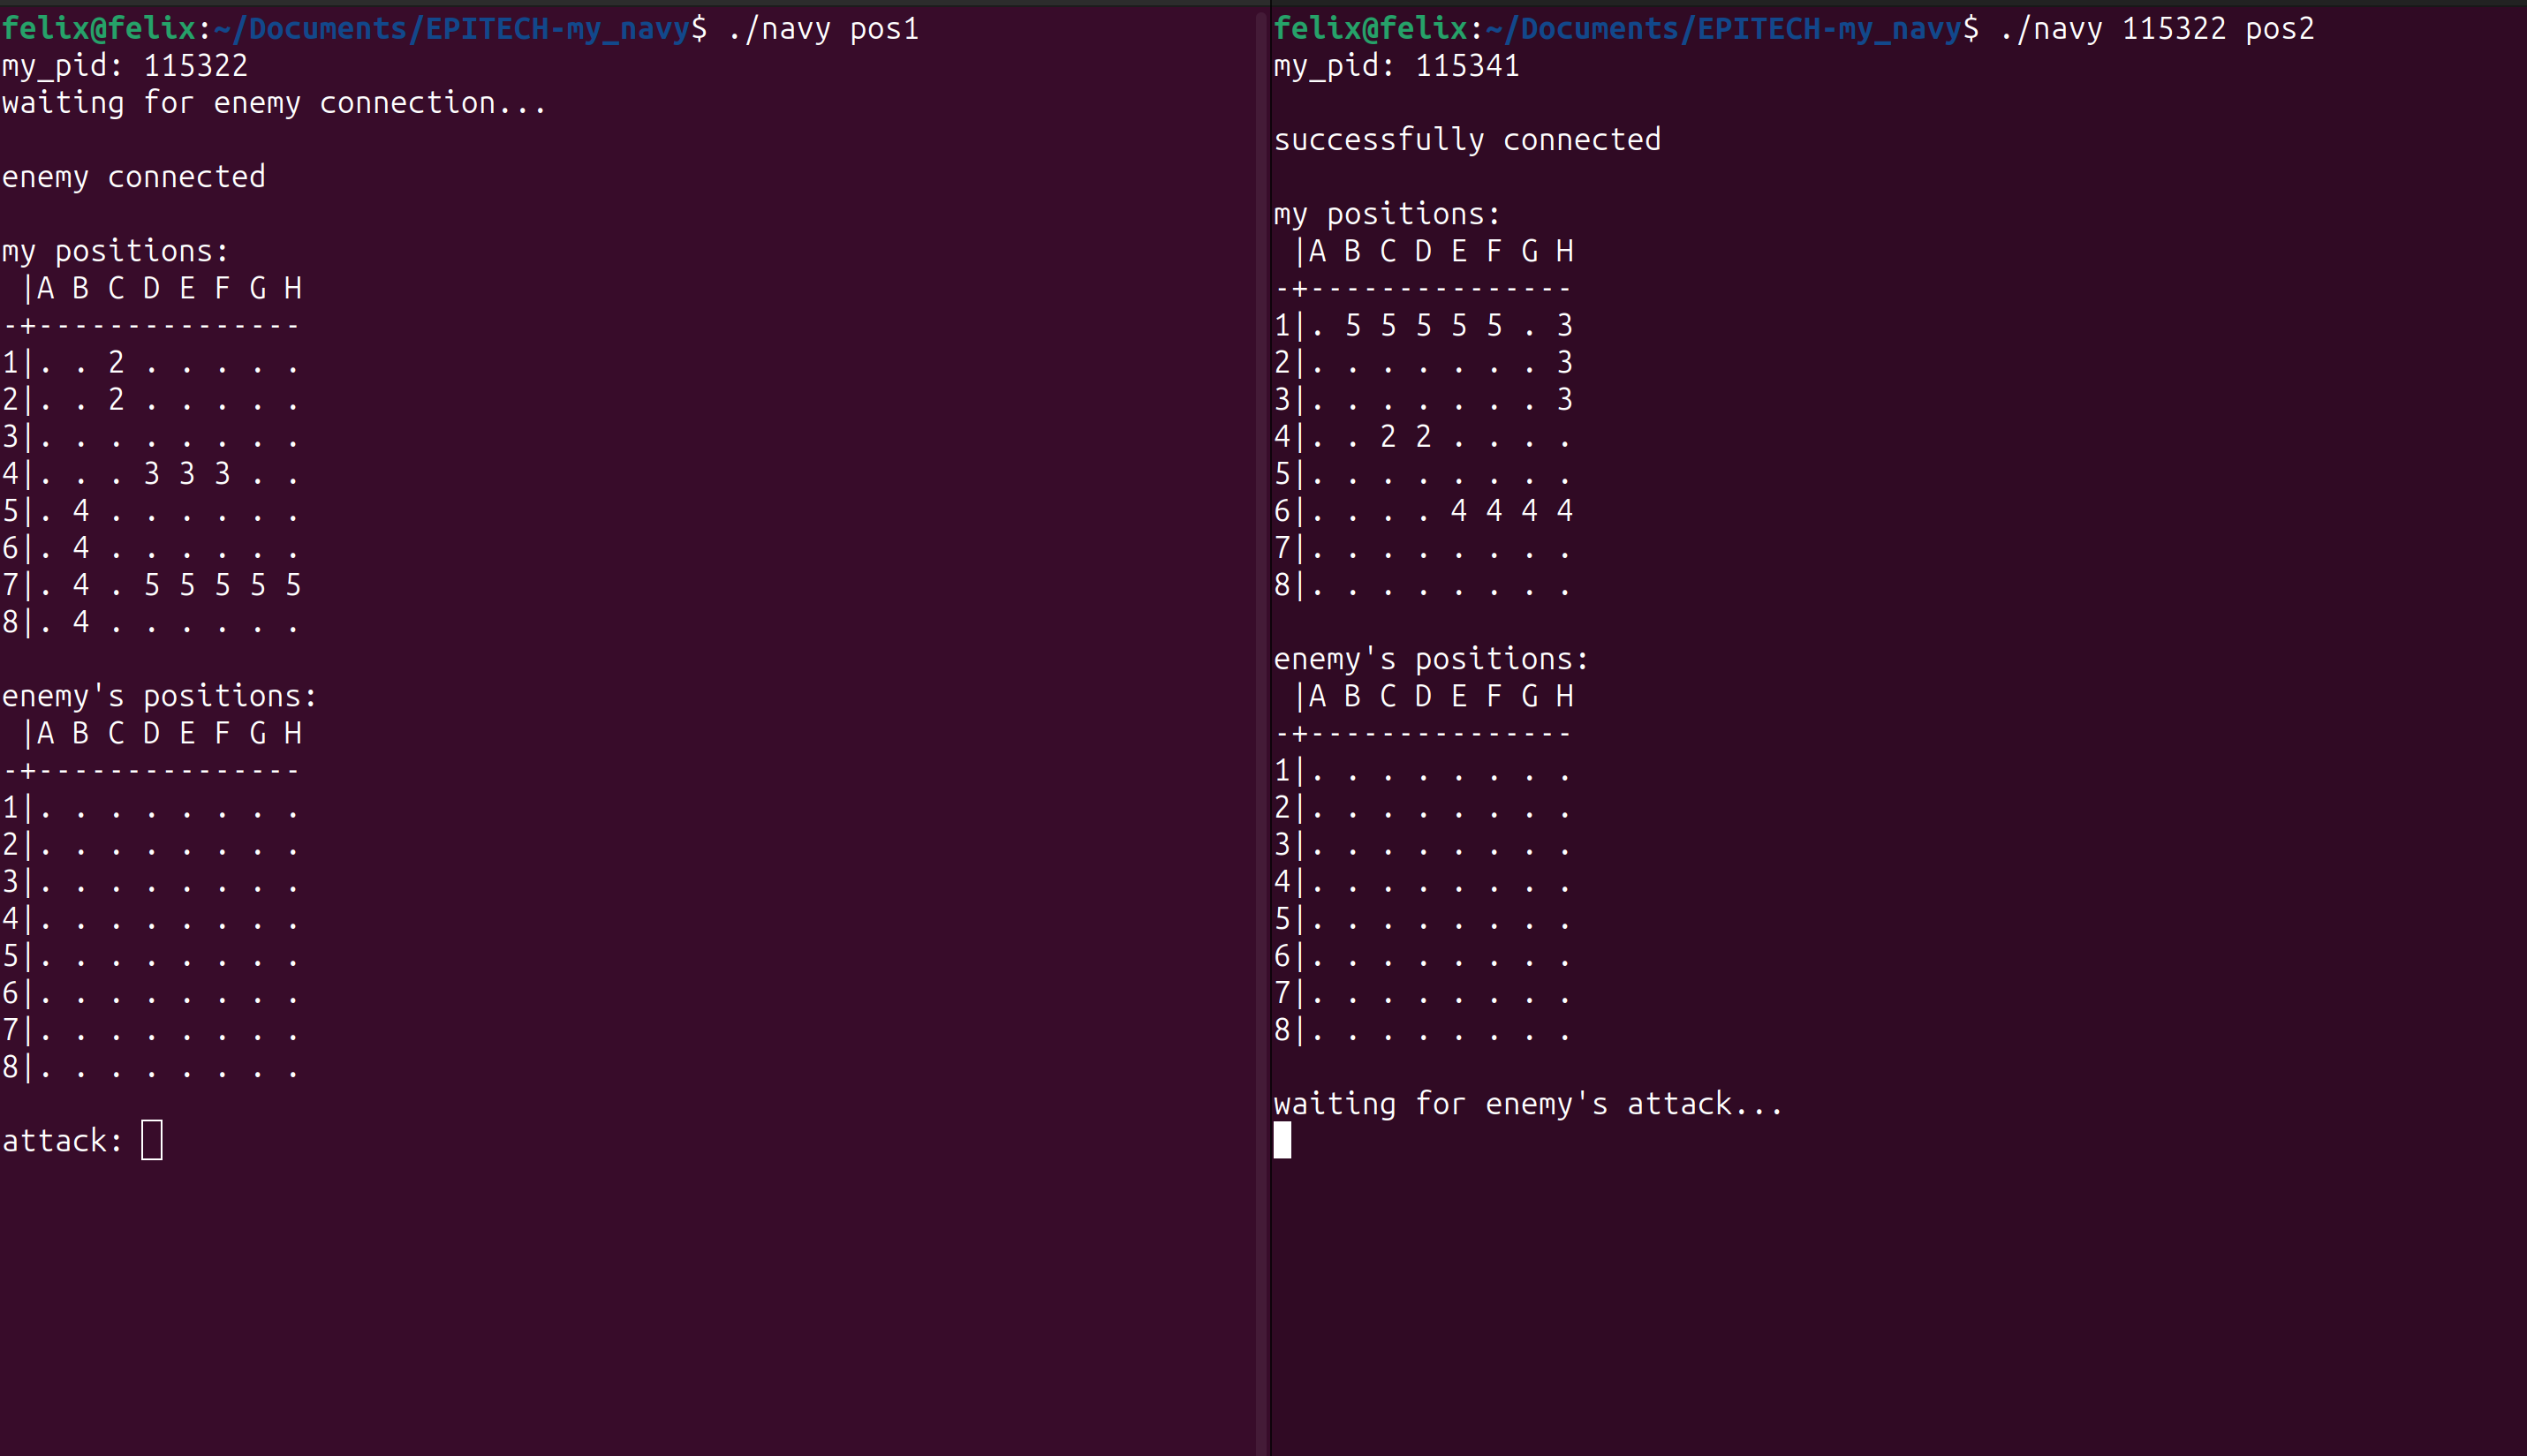 felix@felix:~/Documents/EPITECH-my_navy$ ./navy pos1
my_pid: 115322
waiting for enemy connection...

enemy connected

my positions:
 |A B C D E F G H
-+---------------
1|. . 2 . . . . .
2|. . 2 . . . . .
3|. . . . . . . .
4|. . . 3 3 3 . .
5|. 4 . . . . . .
6|. 4 . . . . . .
7|. 4 . 5 5 5 5 5
8|. 4 . . . . . .

enemy's positions:
 |A B C D E F G H
-+---------------
1|. . . . . . . .
2|. . . . . . . .
3|. . . . . . . .
4|. . . . . . . .
5|. . . . . . . .
6|. . . . . . . .
7|. . . . . . . .
8|. . . . . . . .

attack:
felix@felix:~/Documents/EPITECH-my_navy$ ./navy 115322 pos2
my_pid: 115341

successfully connected

my positions:
 |A B C D E F G H
-+---------------
1|. 5 5 5 5 5 . 3
2|. . . . . . . 3
3|. . . . . . . 3
4|. . 2 2 . . . .
5|. . . . . . . .
6|. . . . 4 4 4 4
7|. . . . . . . .
8|. . . . . . . .

enemy's positions:
 |A B C D E F G H
-+---------------
1|. . . . . . . .
2|. . . . . . . .
3|. . . . . . . .
4|. . . . . . . .
5|. . . . . . . .
6|. . . . . . . .
7|. . . . . . . .
8|. . . . . . . .

waiting for enemy's attack...